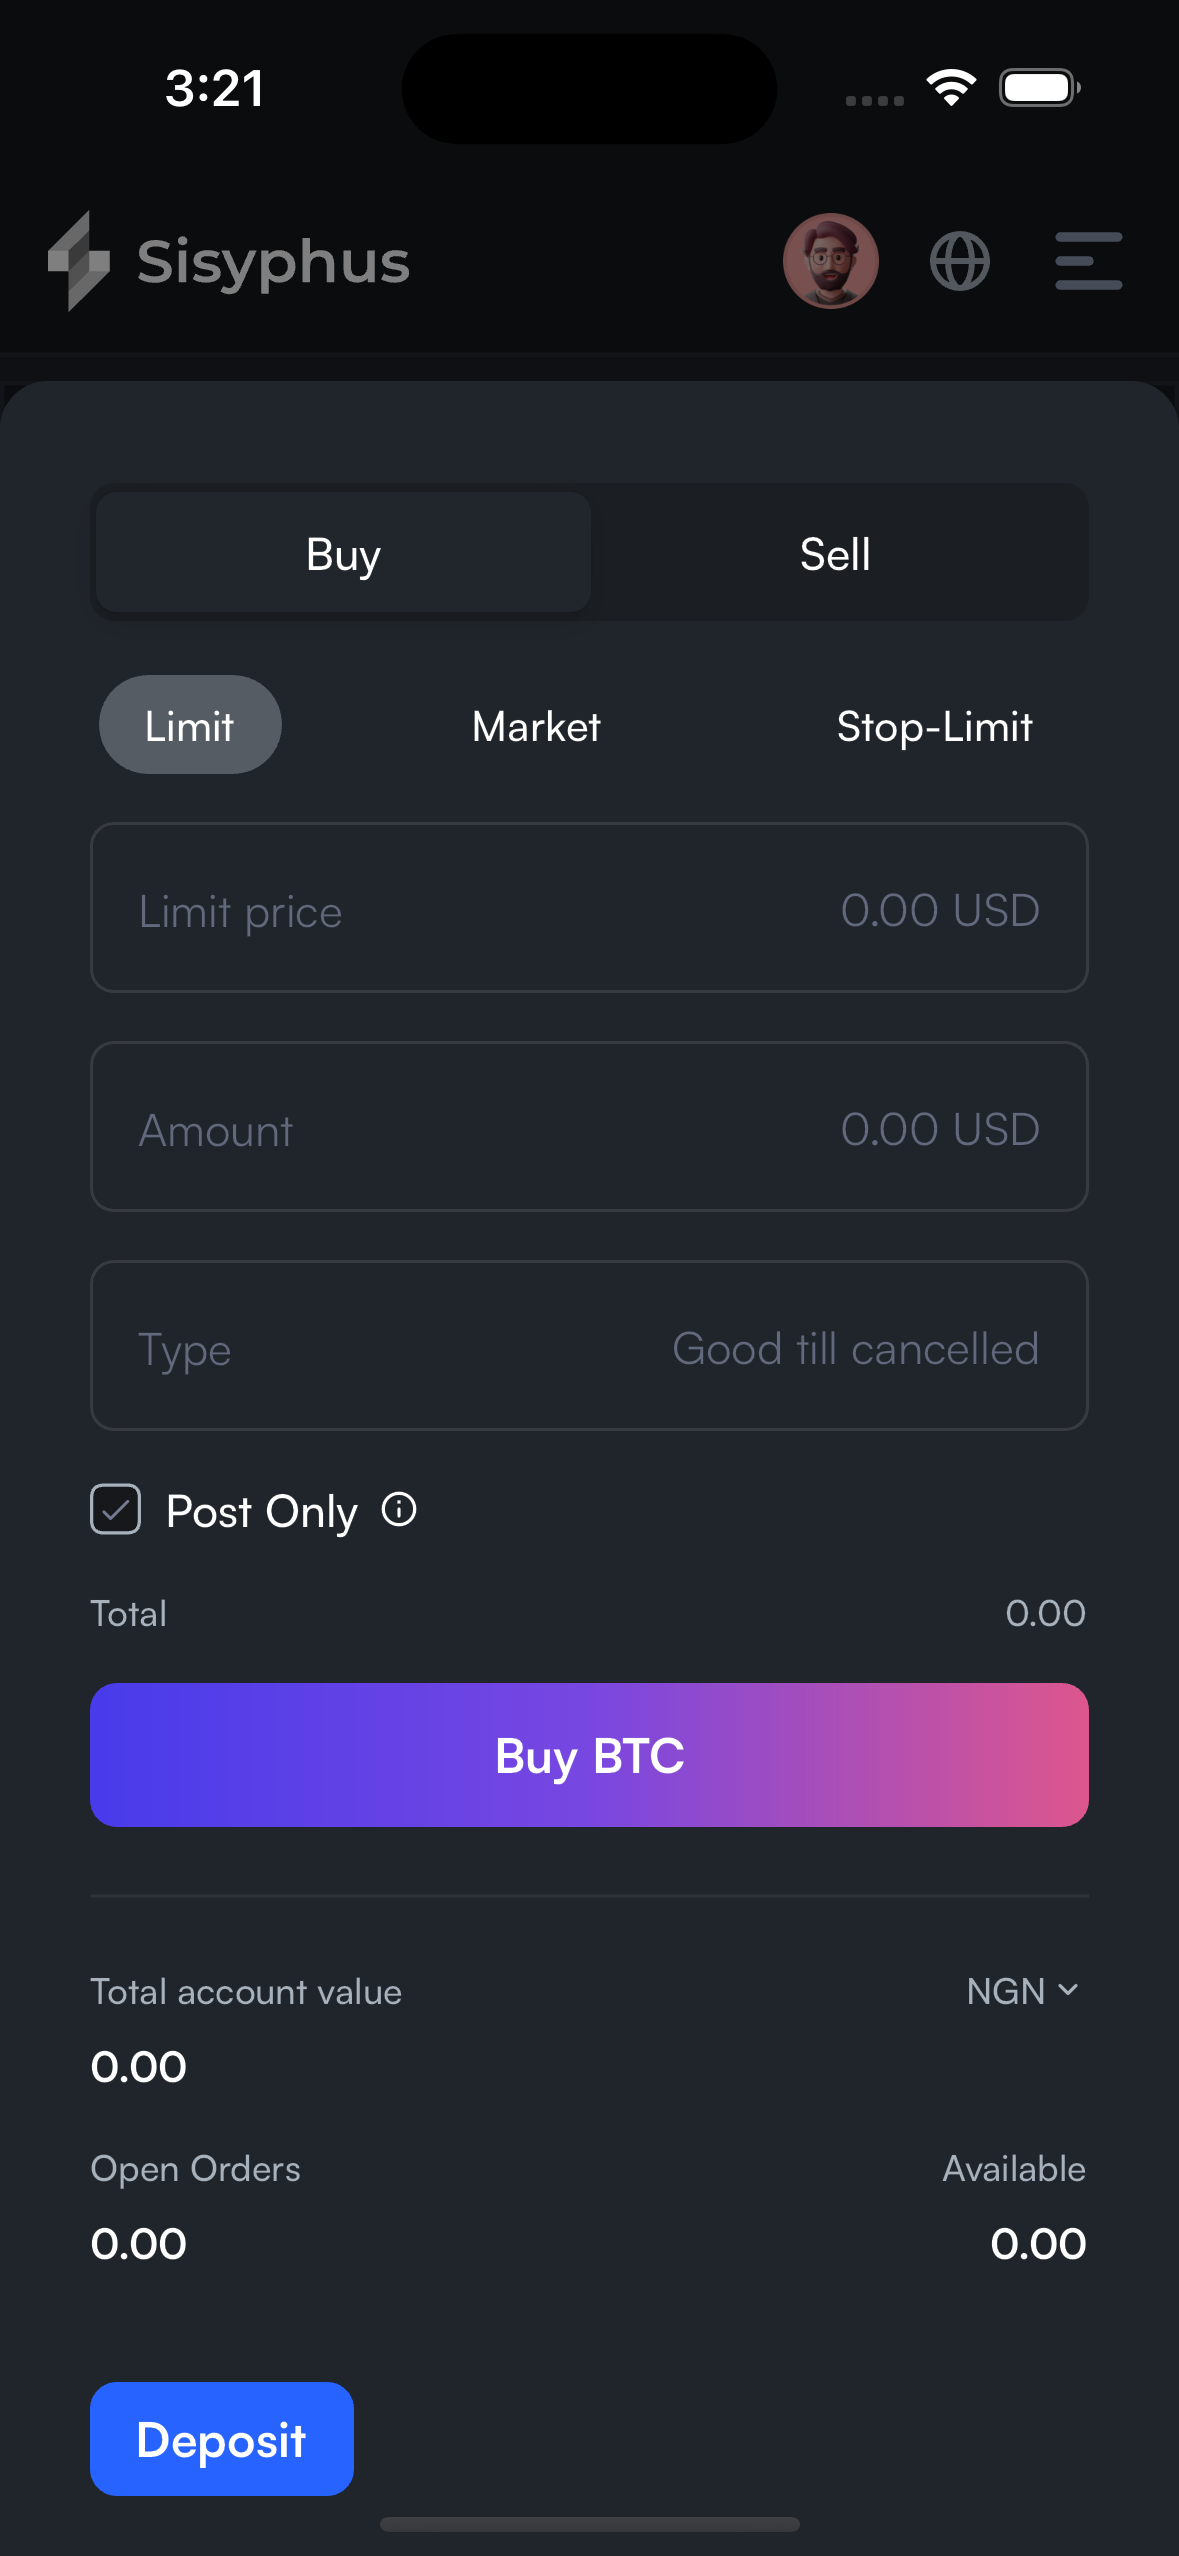 3:21
Sisyphus
Buy Sell
Limit Market Stop-Limit
Limit price 0.00 USD
Amount 0.00 USD
Type Good till cancelled
Post Only
Total 0.00
Buy BTC
Total account value NGN
0.00
Open Orders Available
0.00 0.00
Deposit